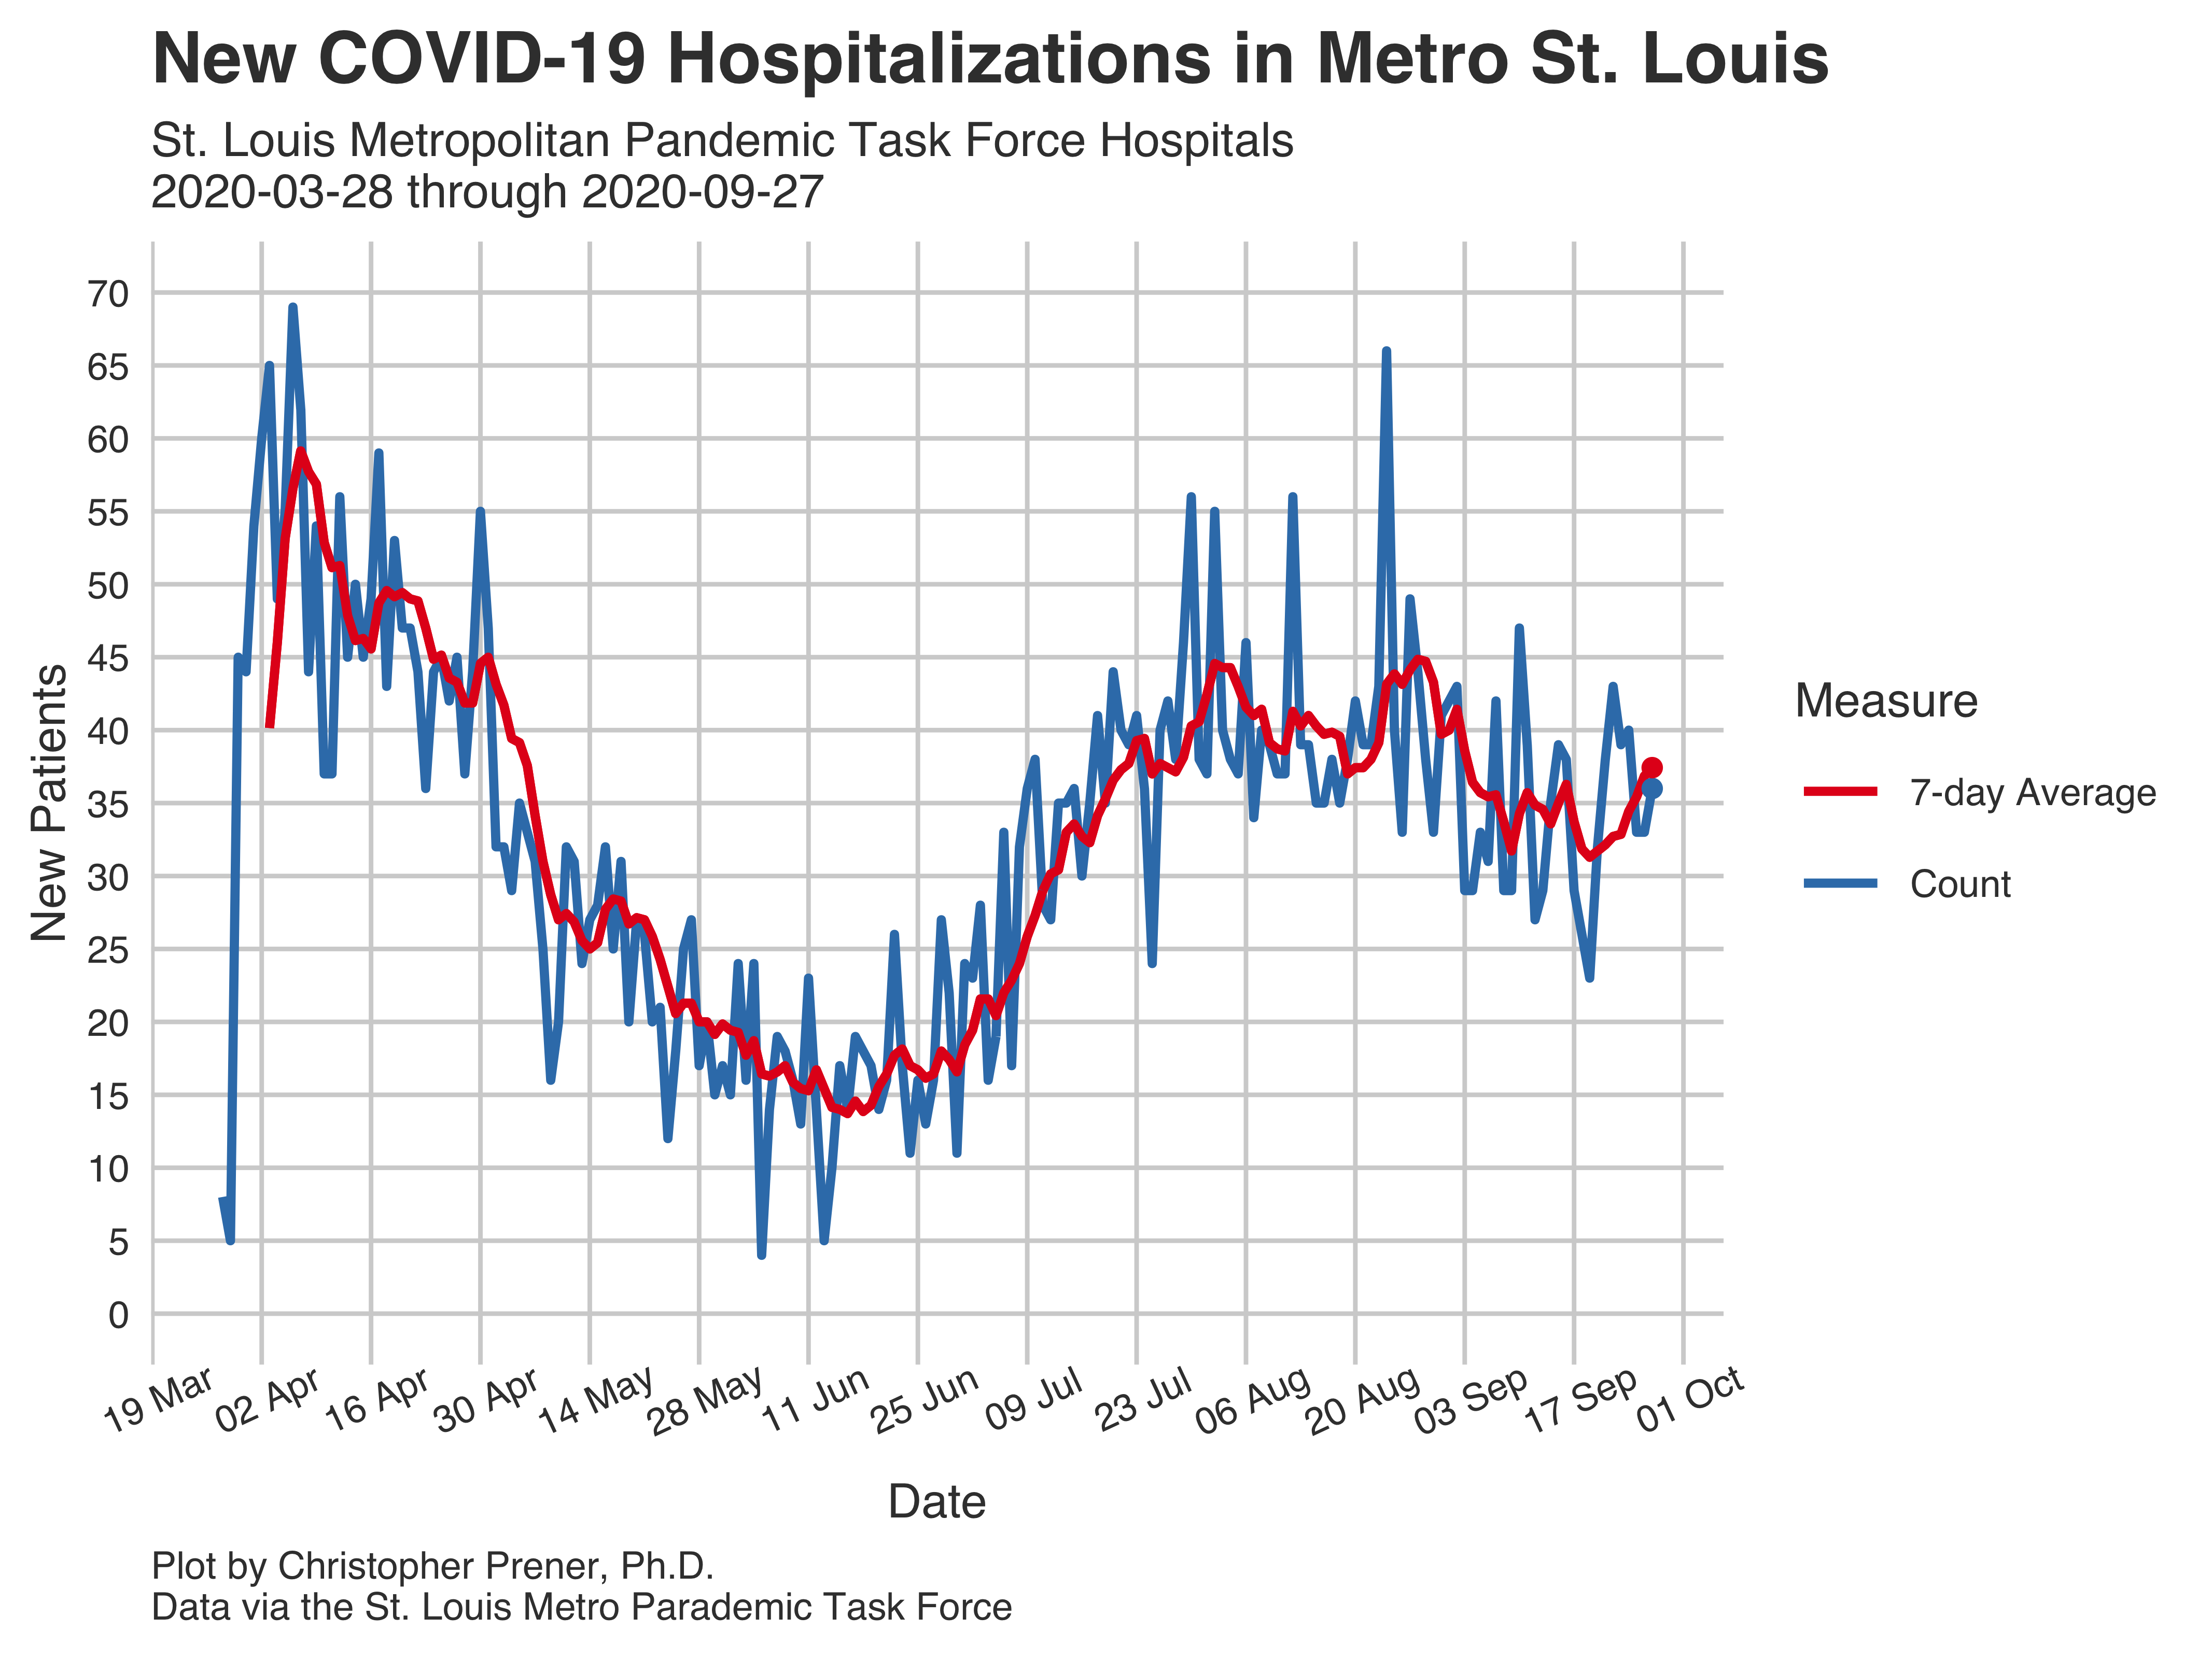 New COVID-19 Hospitalizations in Metro St. Louis
St. Louis Metropolitan Pandemic Task Force Hospitals
2020-03-28 through 2020-09-27
70
65
60
55
50
45
40
35
30
25
20
15
10
5
0
New Patients
19 Mar
02 Apr
16 Apr
30 Apr
14 May
28 May
11 Jun
25 Jun
09 Jul
23 Jul
06 Aug
20 Aug
03 Sep
17 Sep
01 Oct
Date
Measure
7-day Average
Count
Plot by Christopher Prener, Ph.D.
Data via the St. Louis Metro Parademic Task Force